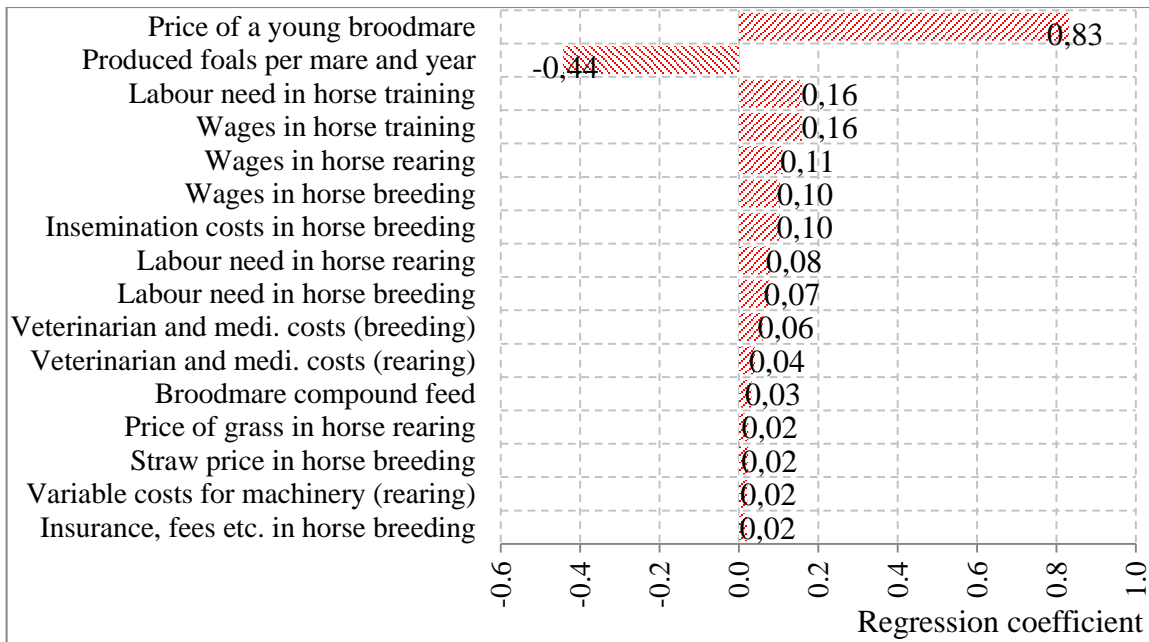 Price of a young broodmare 0,83
Produced foals per mare and year -0,44
Labour need in horse training 0,16
Wages in horse training 0,16
Wages in horse rearing 0,11
Wages in horse breeding 0,10
Insemination costs in horse breeding 0,10
Labour need in horse rearing 0,08
Labour need in horse breeding 0,07
Veterinarian and medi. costs (breeding) 0,06
Veterinarian and medi. costs (rearing) 0,04
Broodmare compound feed 0,03
Price of grass in horse rearing 0,02
Straw price in horse breeding 0,02
Variable costs for machinery (rearing) 0,02
Insurance, fees etc. in horse breeding 0,02
-0.6 -0.4 -0.2 0.0 0.2 0.4 0.6 0.8 1.0
Regression coefficient